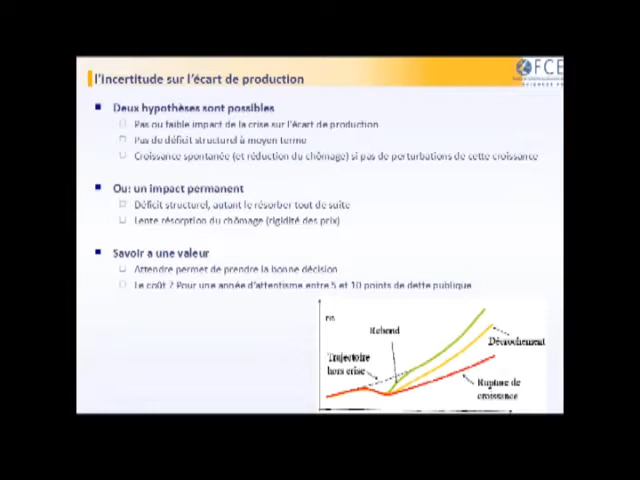 l'incertitude sur l'écart de production
OFCE
SCIENCES PO
Deux hypothèses sont possibles
Pas ou faible impact de la crise sur l'écart de production
Pas de déficit structurel à moyen terme
Croissance spontanée (et réduction du chômage) si pas de perturbations de cette croissance
Ou: un impact permanent
Déficit structurel, autant le résorber tout de suite
Lente résorption du chômage (rigidité des prix)
Savoir a une valeur
Attendre permet de prendre la bonne décision
Le coût ? Pour une année d'attentisme entre 5 et 10 points de dette publique
PIB
Rebond
Décrochement
Trajectoire
hors crise
Rupture de
croissance